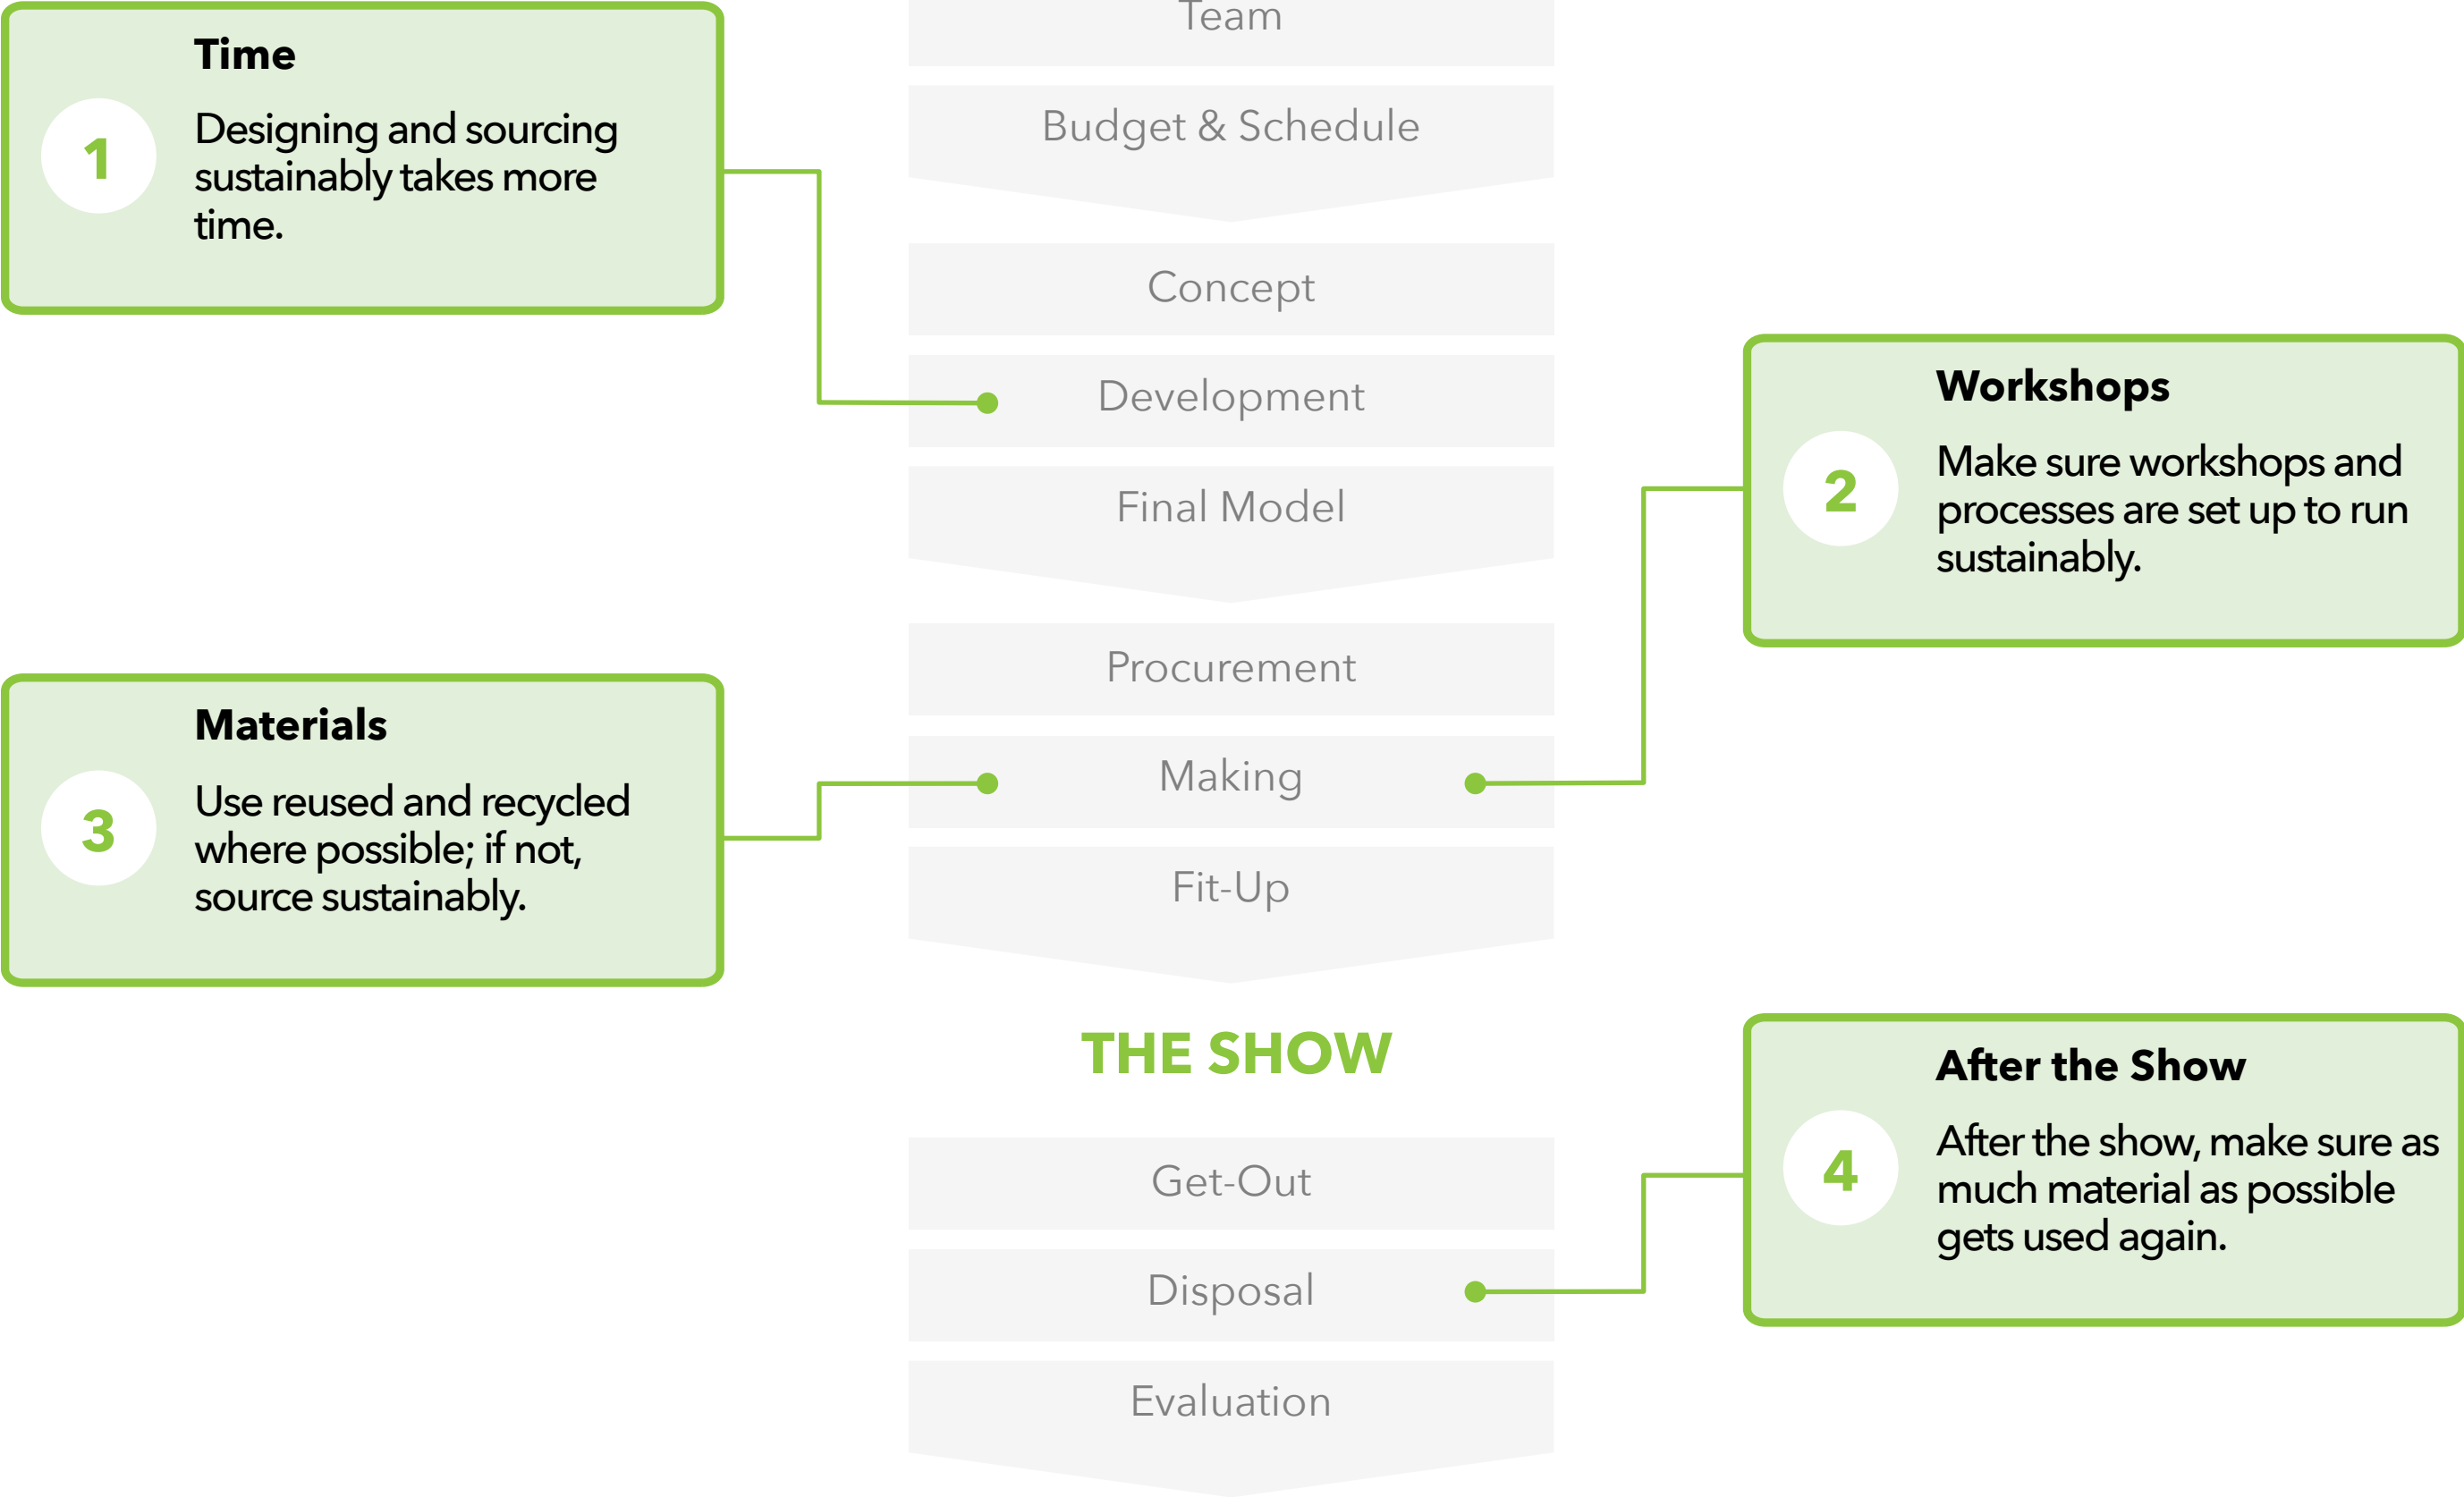 Team
Budget & Schedule
Concept
Development
Final Model
Procurement
Making
Fit-Up
THE SHOW
Get-Out
Disposal
Evaluation
Time
1
Designing and sourcing
sustainably takes more
time.
Workshops
2
Make sure workshops and
processes are set up to run
sustainably.
Materials
3
Use reused and recycled
where possible; if not,
source sustainably.
After the Show
4
After the show, make sure as
much material as possible
gets used again.